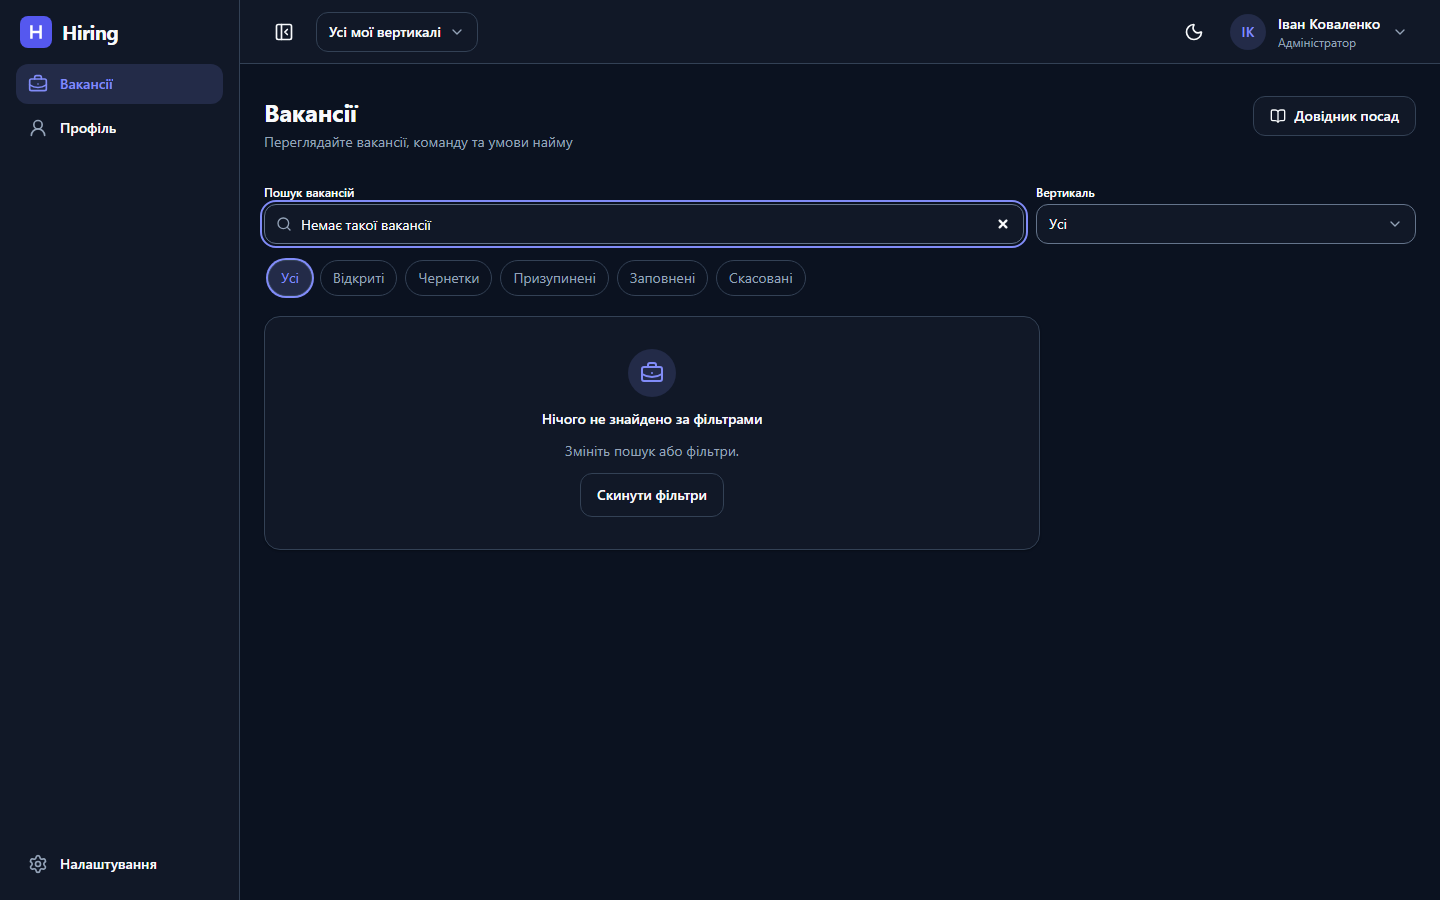 H Hiring
Усі мої вертикалі
ІК
Іван Коваленко
Адміністратор
Вакансії
Профіль
Налаштування
Вакансії
Переглядайте вакансії, команду та умови найму
Довідник посад
Пошук вакансій
Немає такої вакансії
Вертикаль
Усі
Усі
Відкриті
Чернетки
Призупинені
Заповнені
Скасовані
Нічого не знайдено за фільтрами
Змініть пошук або фільтри.
Скинути фільтри